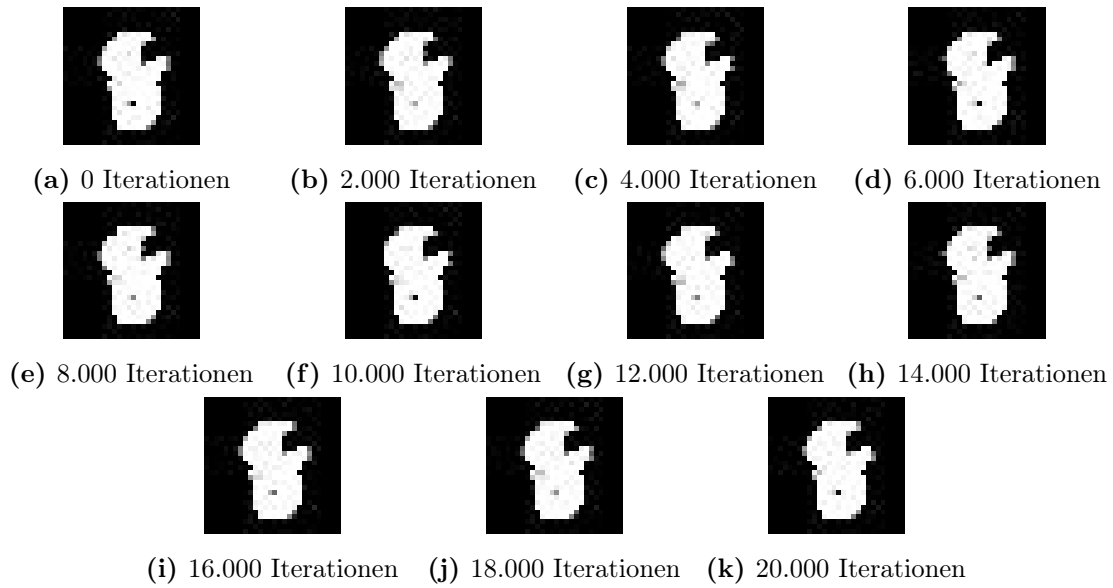 (a) 0 Iterationen (b) 2.000 Iterationen (c) 4.000 Iterationen (d) 6.000 Iterationen
(e) 8.000 Iterationen (f) 10.000 Iterationen (g) 12.000 Iterationen (h) 14.000 Iterationen
(i) 16.000 Iterationen (j) 18.000 Iterationen (k) 20.000 Iterationen